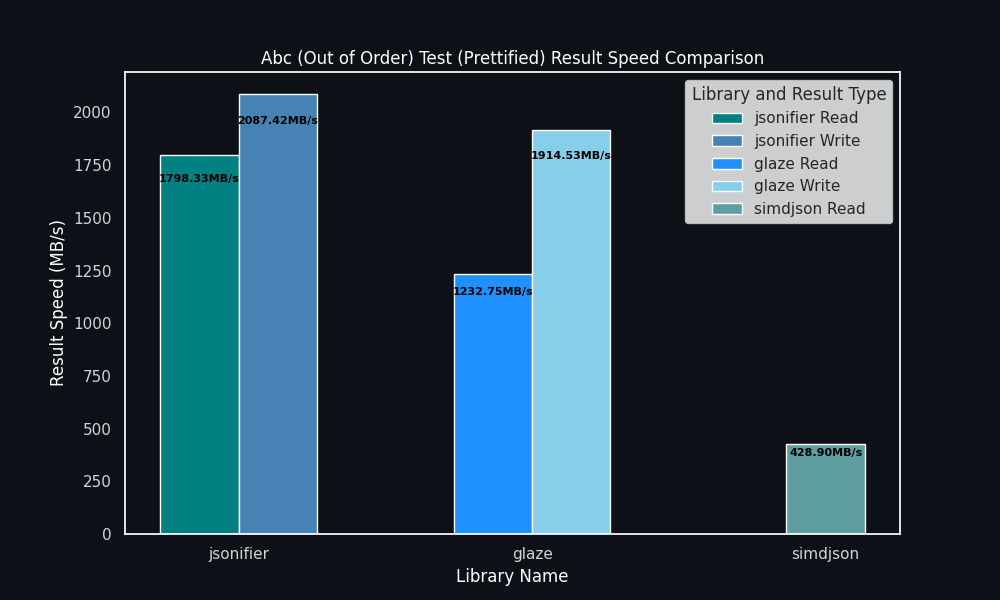 Abc (Out of Order) Test (Prettified) Result Speed Comparison
Library and Result Type
jsonifier Read
jsonifier Write
glaze Read
glaze Write
simdjson Read
Result Speed (MB/s)
2000
1750
1500
1250
1000
750
500
250
0
1798.33MB/s
2087.42MB/s
1232.75MB/s
1914.53MB/s
428.90MB/s
jsonifier
glaze
simdjson
Library Name